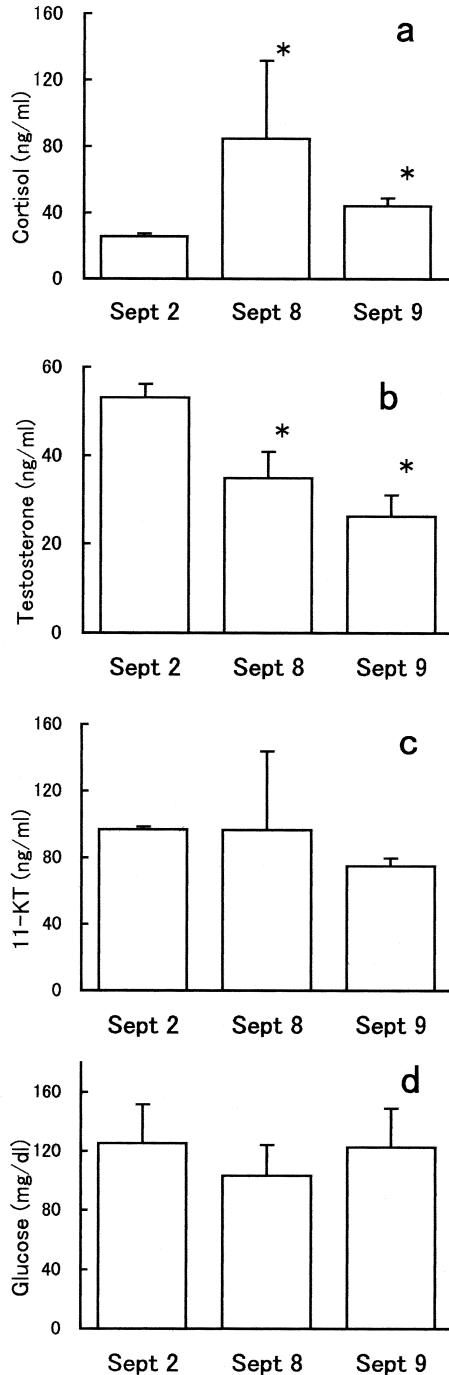 a
Cortisol (ng/ml)
160
120
80
40
0
*
*
Sept 2 Sept 8 Sept 9
b
Testosterone (ng/ml)
60
40
20
0
*
*
Sept 2 Sept 8 Sept 9
c
11-KT (ng/ml)
160
120
80
40
0
Sept 2 Sept 8 Sept 9
d
Glucose (mg/dl)
160
120
80
40
0
Sept 2 Sept 8 Sept 9